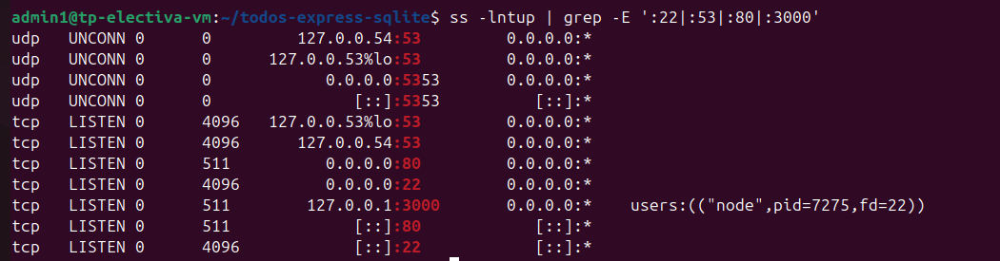 admin1@tp-electiva-vm:~/todos-express-sqlite$ ss -lntup | grep -E ':22|:53|:80|:3000'
udp   UNCONN 0      0          127.0.0.54:53         0.0.0.0:*
udp   UNCONN 0      0       127.0.0.53%lo:53         0.0.0.0:*
udp   UNCONN 0      0             0.0.0.0:5353       0.0.0.0:*
udp   UNCONN 0      0                [::]:5353          [::]:*
tcp   LISTEN 0      4096    127.0.0.53%lo:53         0.0.0.0:*
tcp   LISTEN 0      4096       127.0.0.54:53         0.0.0.0:*
tcp   LISTEN 0      511           0.0.0.0:80         0.0.0.0:*
tcp   LISTEN 0      4096          0.0.0.0:22         0.0.0.0:*
tcp   LISTEN 0      511         127.0.0.1:3000       0.0.0.0:*    users:(("node",pid=7275,fd=22))
tcp   LISTEN 0      511              [::]:80            [::]:*
tcp   LISTEN 0      4096             [::]:22            [::]:*